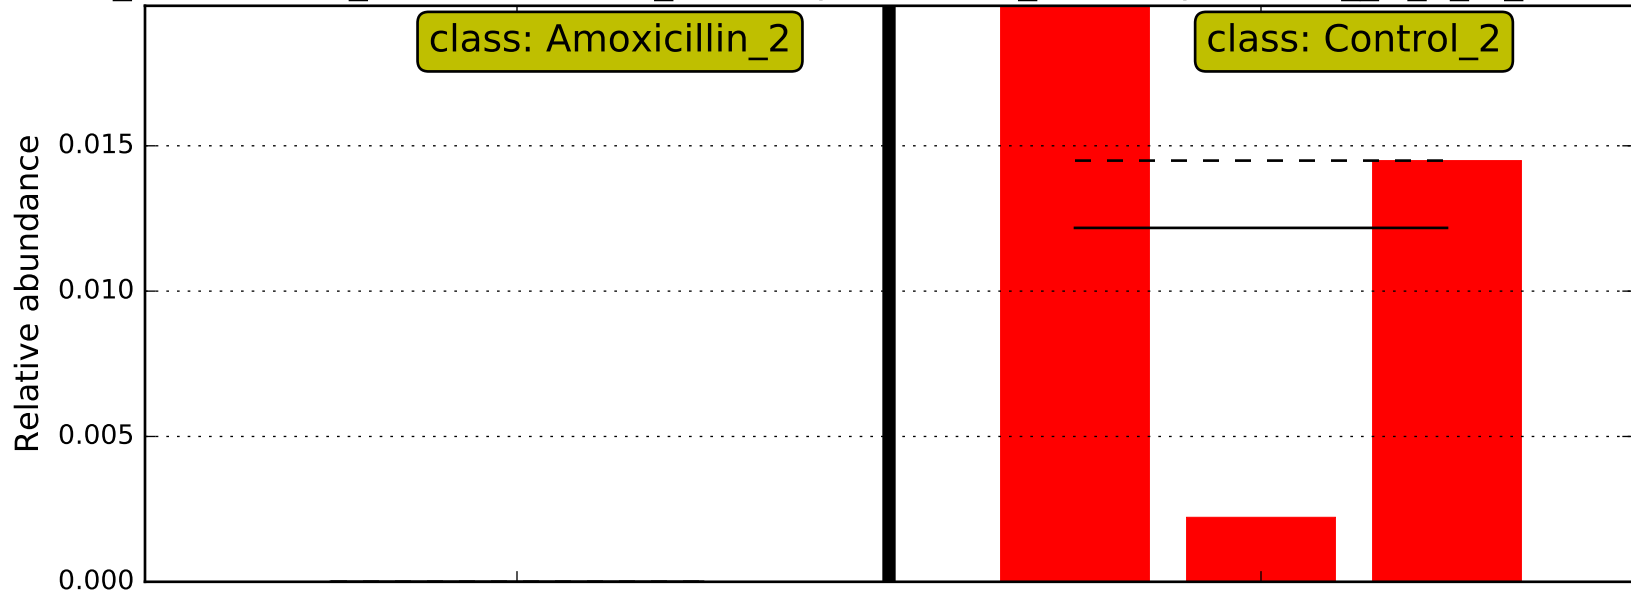 class: Amoxicillin_2
class: Control_2
Relative abundance
0.015
0.010
0.005
0.000